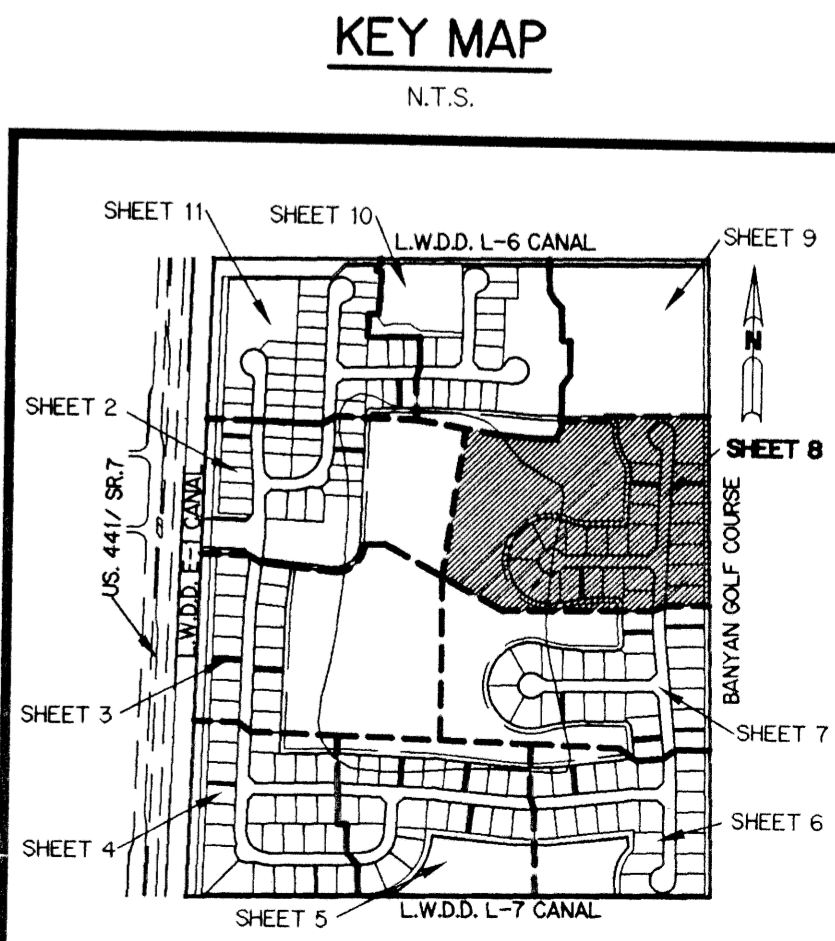 KEY MAP
N.T.S.
SHEET 11
SHEET 10
L.W.D.D. L-6 CANAL
SHEET 9
N
SHEET 2
SHEET 8
US. 441/ SR.7
L.W.D.D. E-1 CANAL
BANYAN GOLF COURSE
SHEET 3
SHEET 7
SHEET 4
SHEET 6
SHEET 5
L.W.D.D. L-7 CANAL